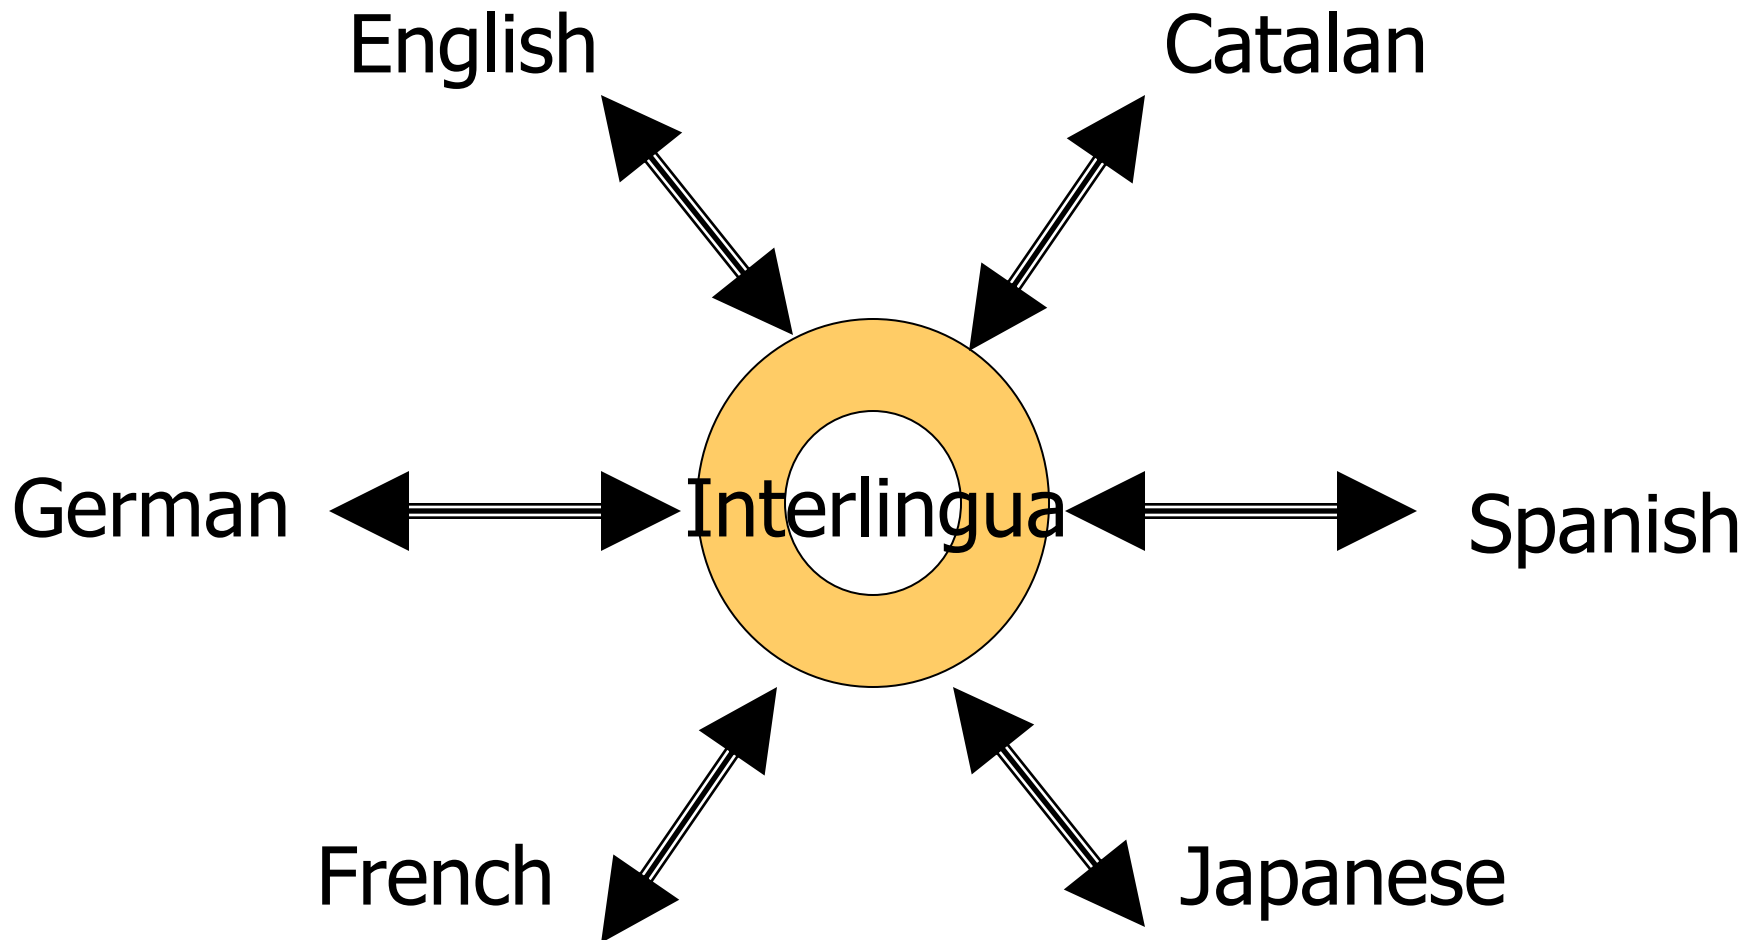 English
Catalan
German
Interlingua
Spanish
French
Japanese